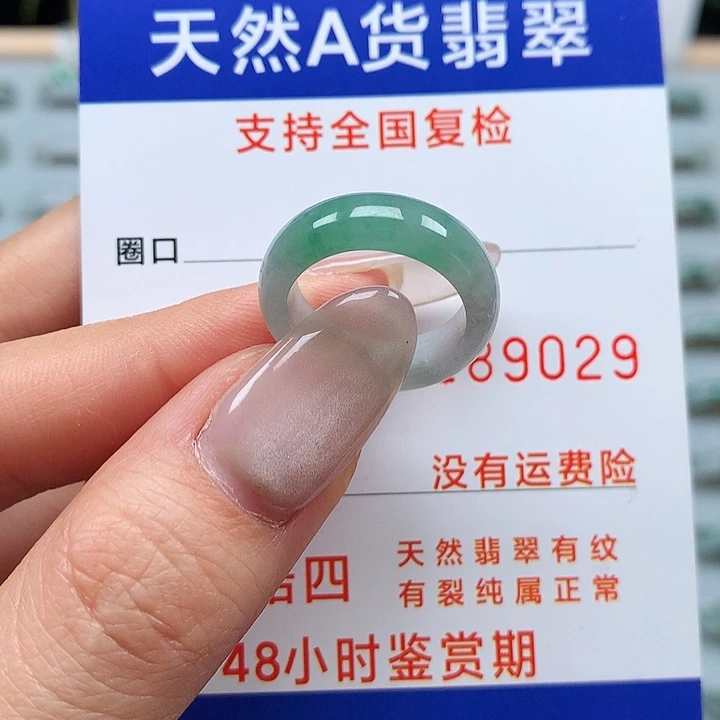 天然A货翡翠
支持全国复检
圈口
89029
没有运费险
四
天然翡翠有纹
有裂纯属正常
48小时鉴赏期